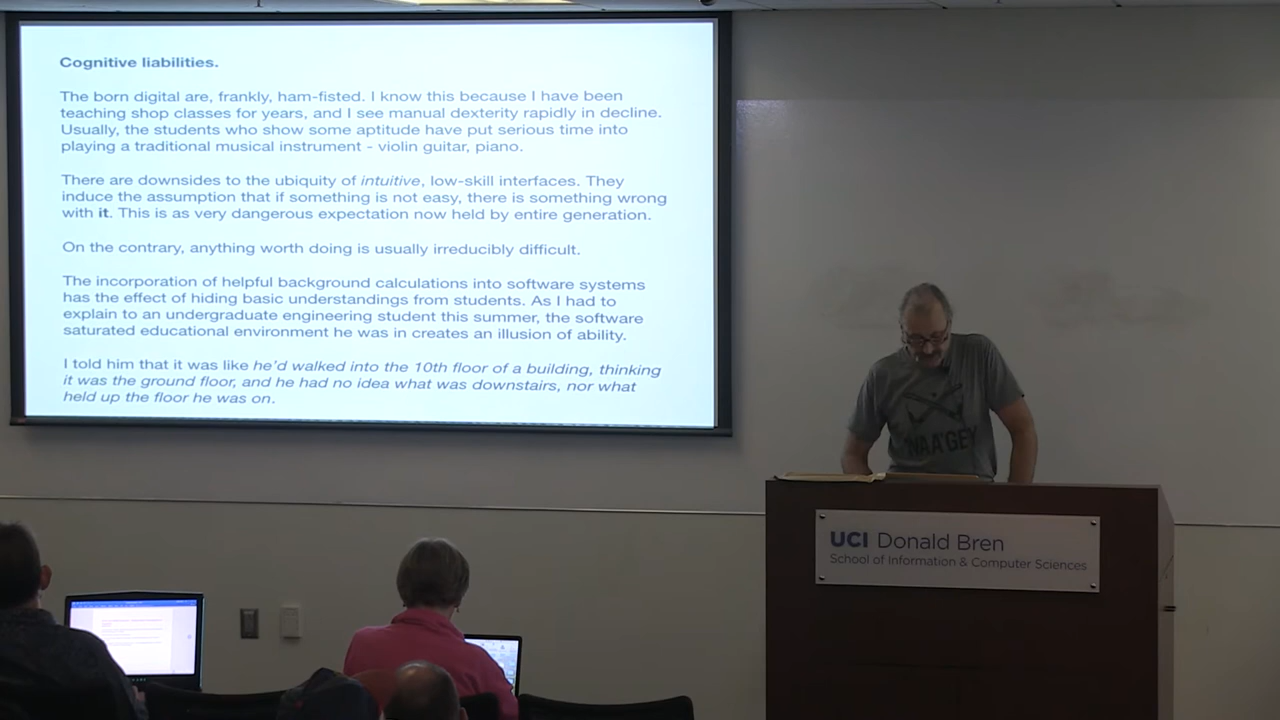 Cognitive liabilities.
The born digital are, frankly, ham-fisted. I know this because I have been
teaching shop classes for years, and I see manual dexterity rapidly in decline.
Usually, the students who show some aptitude have put serious time into
playing a traditional musical instrument - violin guitar, piano.
There are downsides to the ubiquity of intuitive, low-skill interfaces. They
induce the assumption that if something is not easy, there is something wrong
with it. This is as very dangerous expectation now held by entire generation.
On the contrary, anything worth doing is usually irreducibly difficult.
The incorporation of helpful background calculations into software systems
has the effect of hiding basic understandings from students. As I had to
explain to an undergraduate engineering student this summer, the software
saturated educational environment he was in creates an illusion of ability.
I told him that it was like he'd walked into the 10th floor of a building, thinking
it was the ground floor, and he had no idea what was downstairs, nor what
held up the floor he was on.
NAA'GEY
UCI Donald Bren
School of Information & Computer Sciences